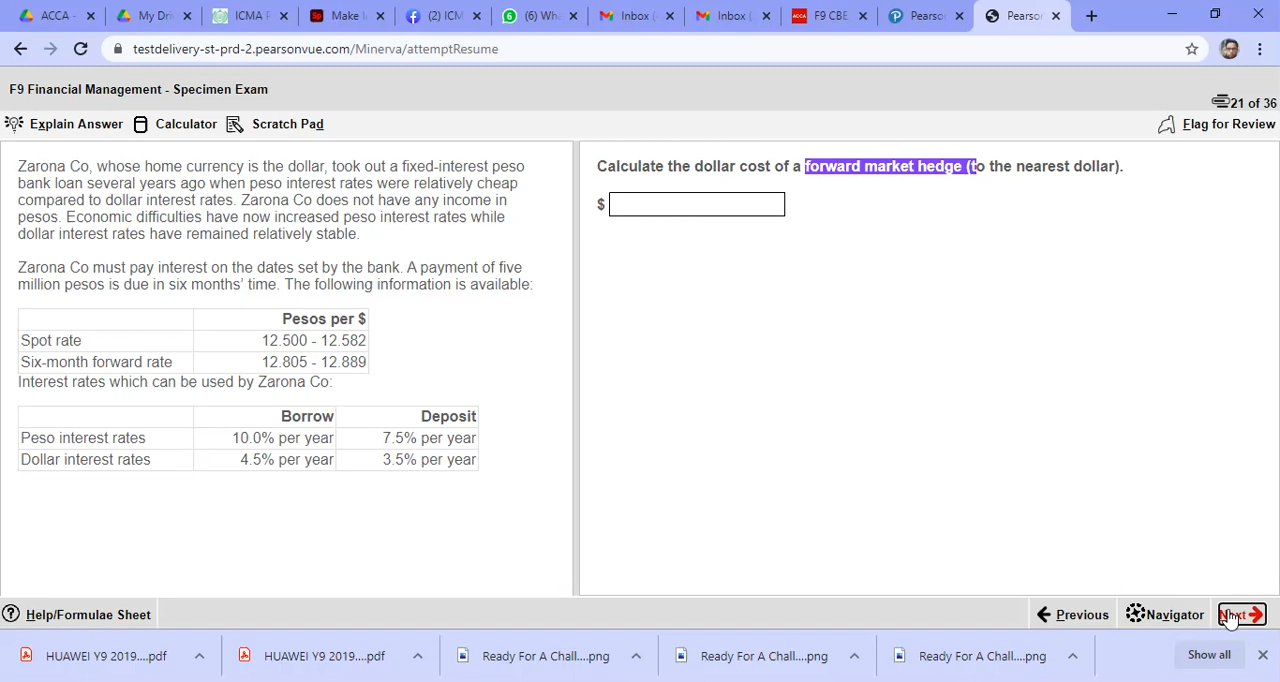 ACCA -
My Dri
ICMA P
Make I
(2) ICM
(6) Wha
Inbox (
Inbox (
F9 CBE
Pearso
Pearso
testdelivery-st-prd-2.pearsonvue.com/Minerva/attemptResume
F9 Financial Management - Specimen Exam
21 of 36
Explain Answer Calculator Scratch Pad
Flag for Review
Zarona Co, whose home currency is the dollar, took out a fixed-interest peso
bank loan several years ago when peso interest rates were relatively cheap
compared to dollar interest rates. Zarona Co does not have any income in
pesos. Economic difficulties have now increased peso interest rates while
dollar interest rates have remained relatively stable.
Zarona Co must pay interest on the dates set by the bank. A payment of five
million pesos is due in six months' time. The following information is available:
Pesos per $
Spot rate 12.500 - 12.582
Six-month forward rate 12.805 - 12.889
Interest rates which can be used by Zarona Co:
Borrow Deposit
Peso interest rates 10.0% per year 7.5% per year
Dollar interest rates 4.5% per year 3.5% per year
Calculate the dollar cost of a forward market hedge (to the nearest dollar).
$
Help/Formulae Sheet
Previous Navigator Next
HUAWEI Y9 2019....pdf
HUAWEI Y9 2019....pdf
Ready For A Chall....png
Ready For A Chall....png
Ready For A Chall....png
Show all